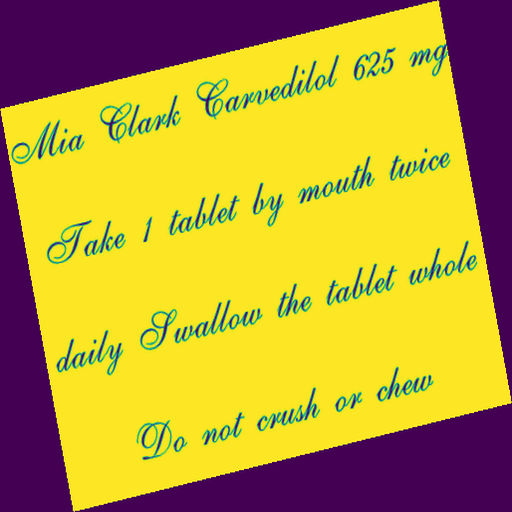 Mia Clark Carvedilol 625 mg
Take 1 tablet by mouth twice
daily Swallow the tablet whole
Do not crush or chew